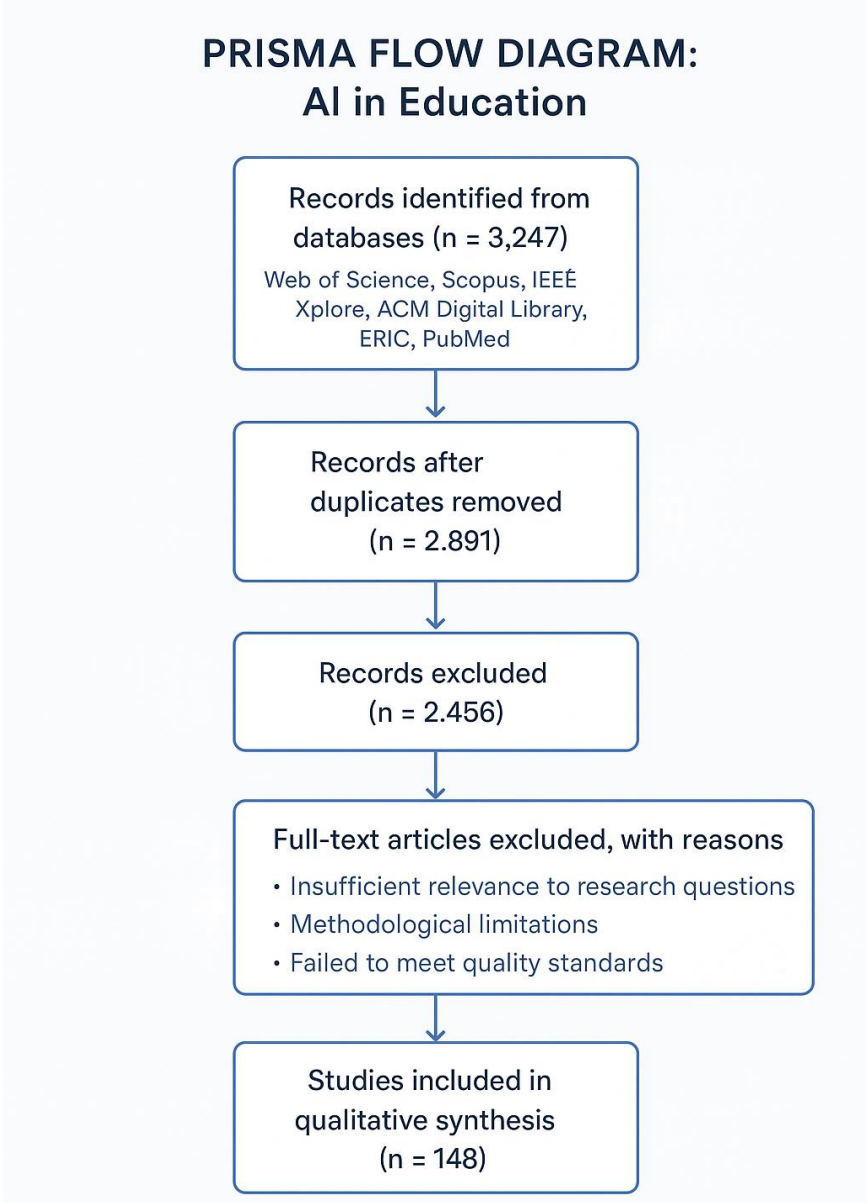 PRISMA FLOW DIAGRAM:
AI in Education
Records identified from
databases (n = 3,247)
Web of Science, Scopus, IEEÉ
Xplore, ACM Digital Library,
ERIC, PubMed
Records after
duplicates removed
(n = 2.891)
Records excluded
(n = 2.456)
Full-text articles excluded, with reasons
• Insufficient relevance to research questions
• Methodological limitations
• Failed to meet quality standards
Studies included in
qualitative synthesis
(n = 148)